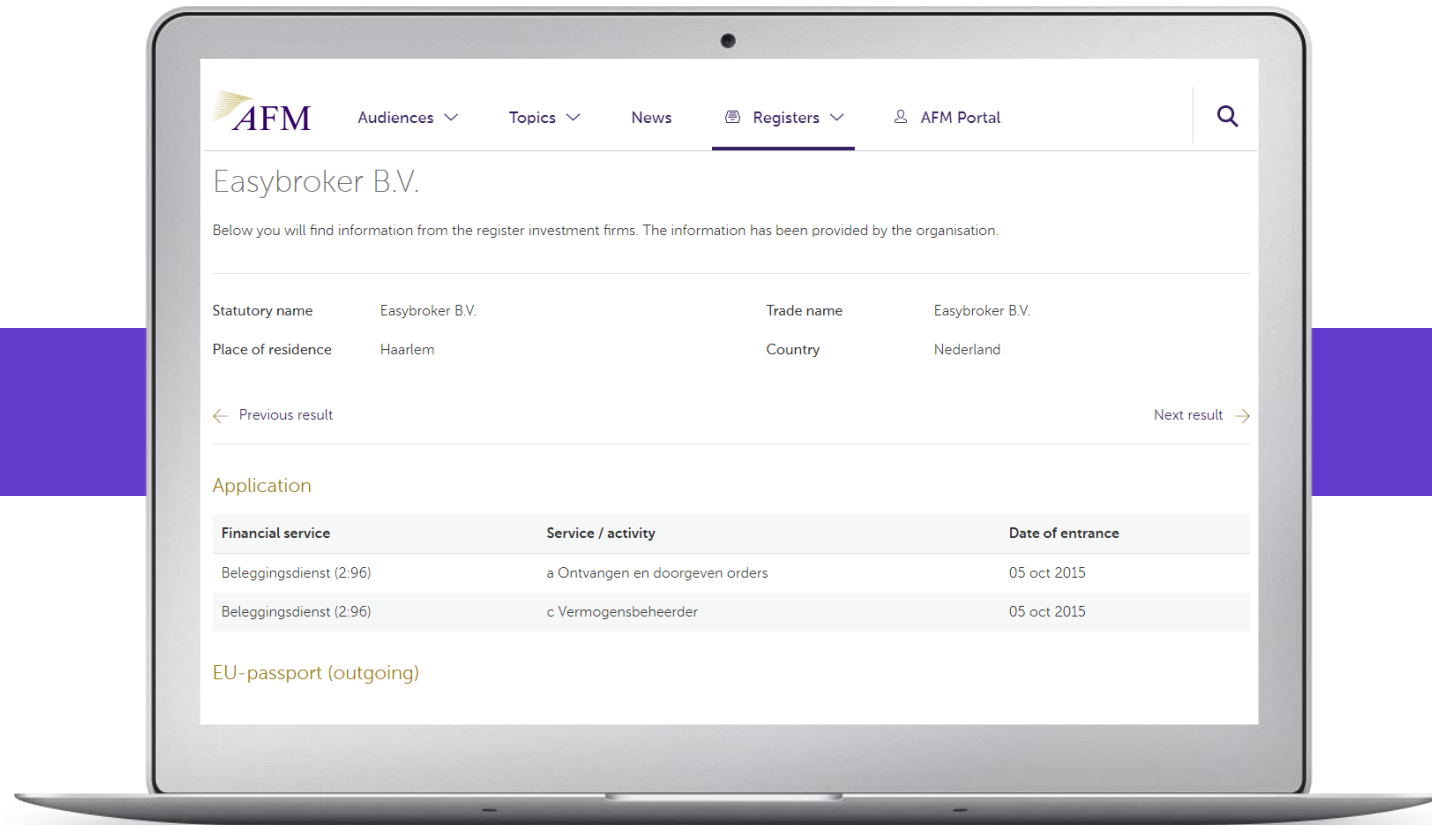 AFM
Audiences Topics News Registers AFM Portal
Easybroker B.V.
Below you will find information from the register investment firms. The information has been provided by the organisation.
Statutory name Easybroker B.V. Trade name Easybroker B.V.
Place of residence Haarlem Country Nederland
Previous result Next result
Application
Financial service Service / activity Date of entrance
Beleggingsdienst (2:96) a Ontvangen en doorgeven orders 05 oct 2015
Beleggingsdienst (2:96) c Vermogensbeheerder 05 oct 2015
EU-passport (outgoing)